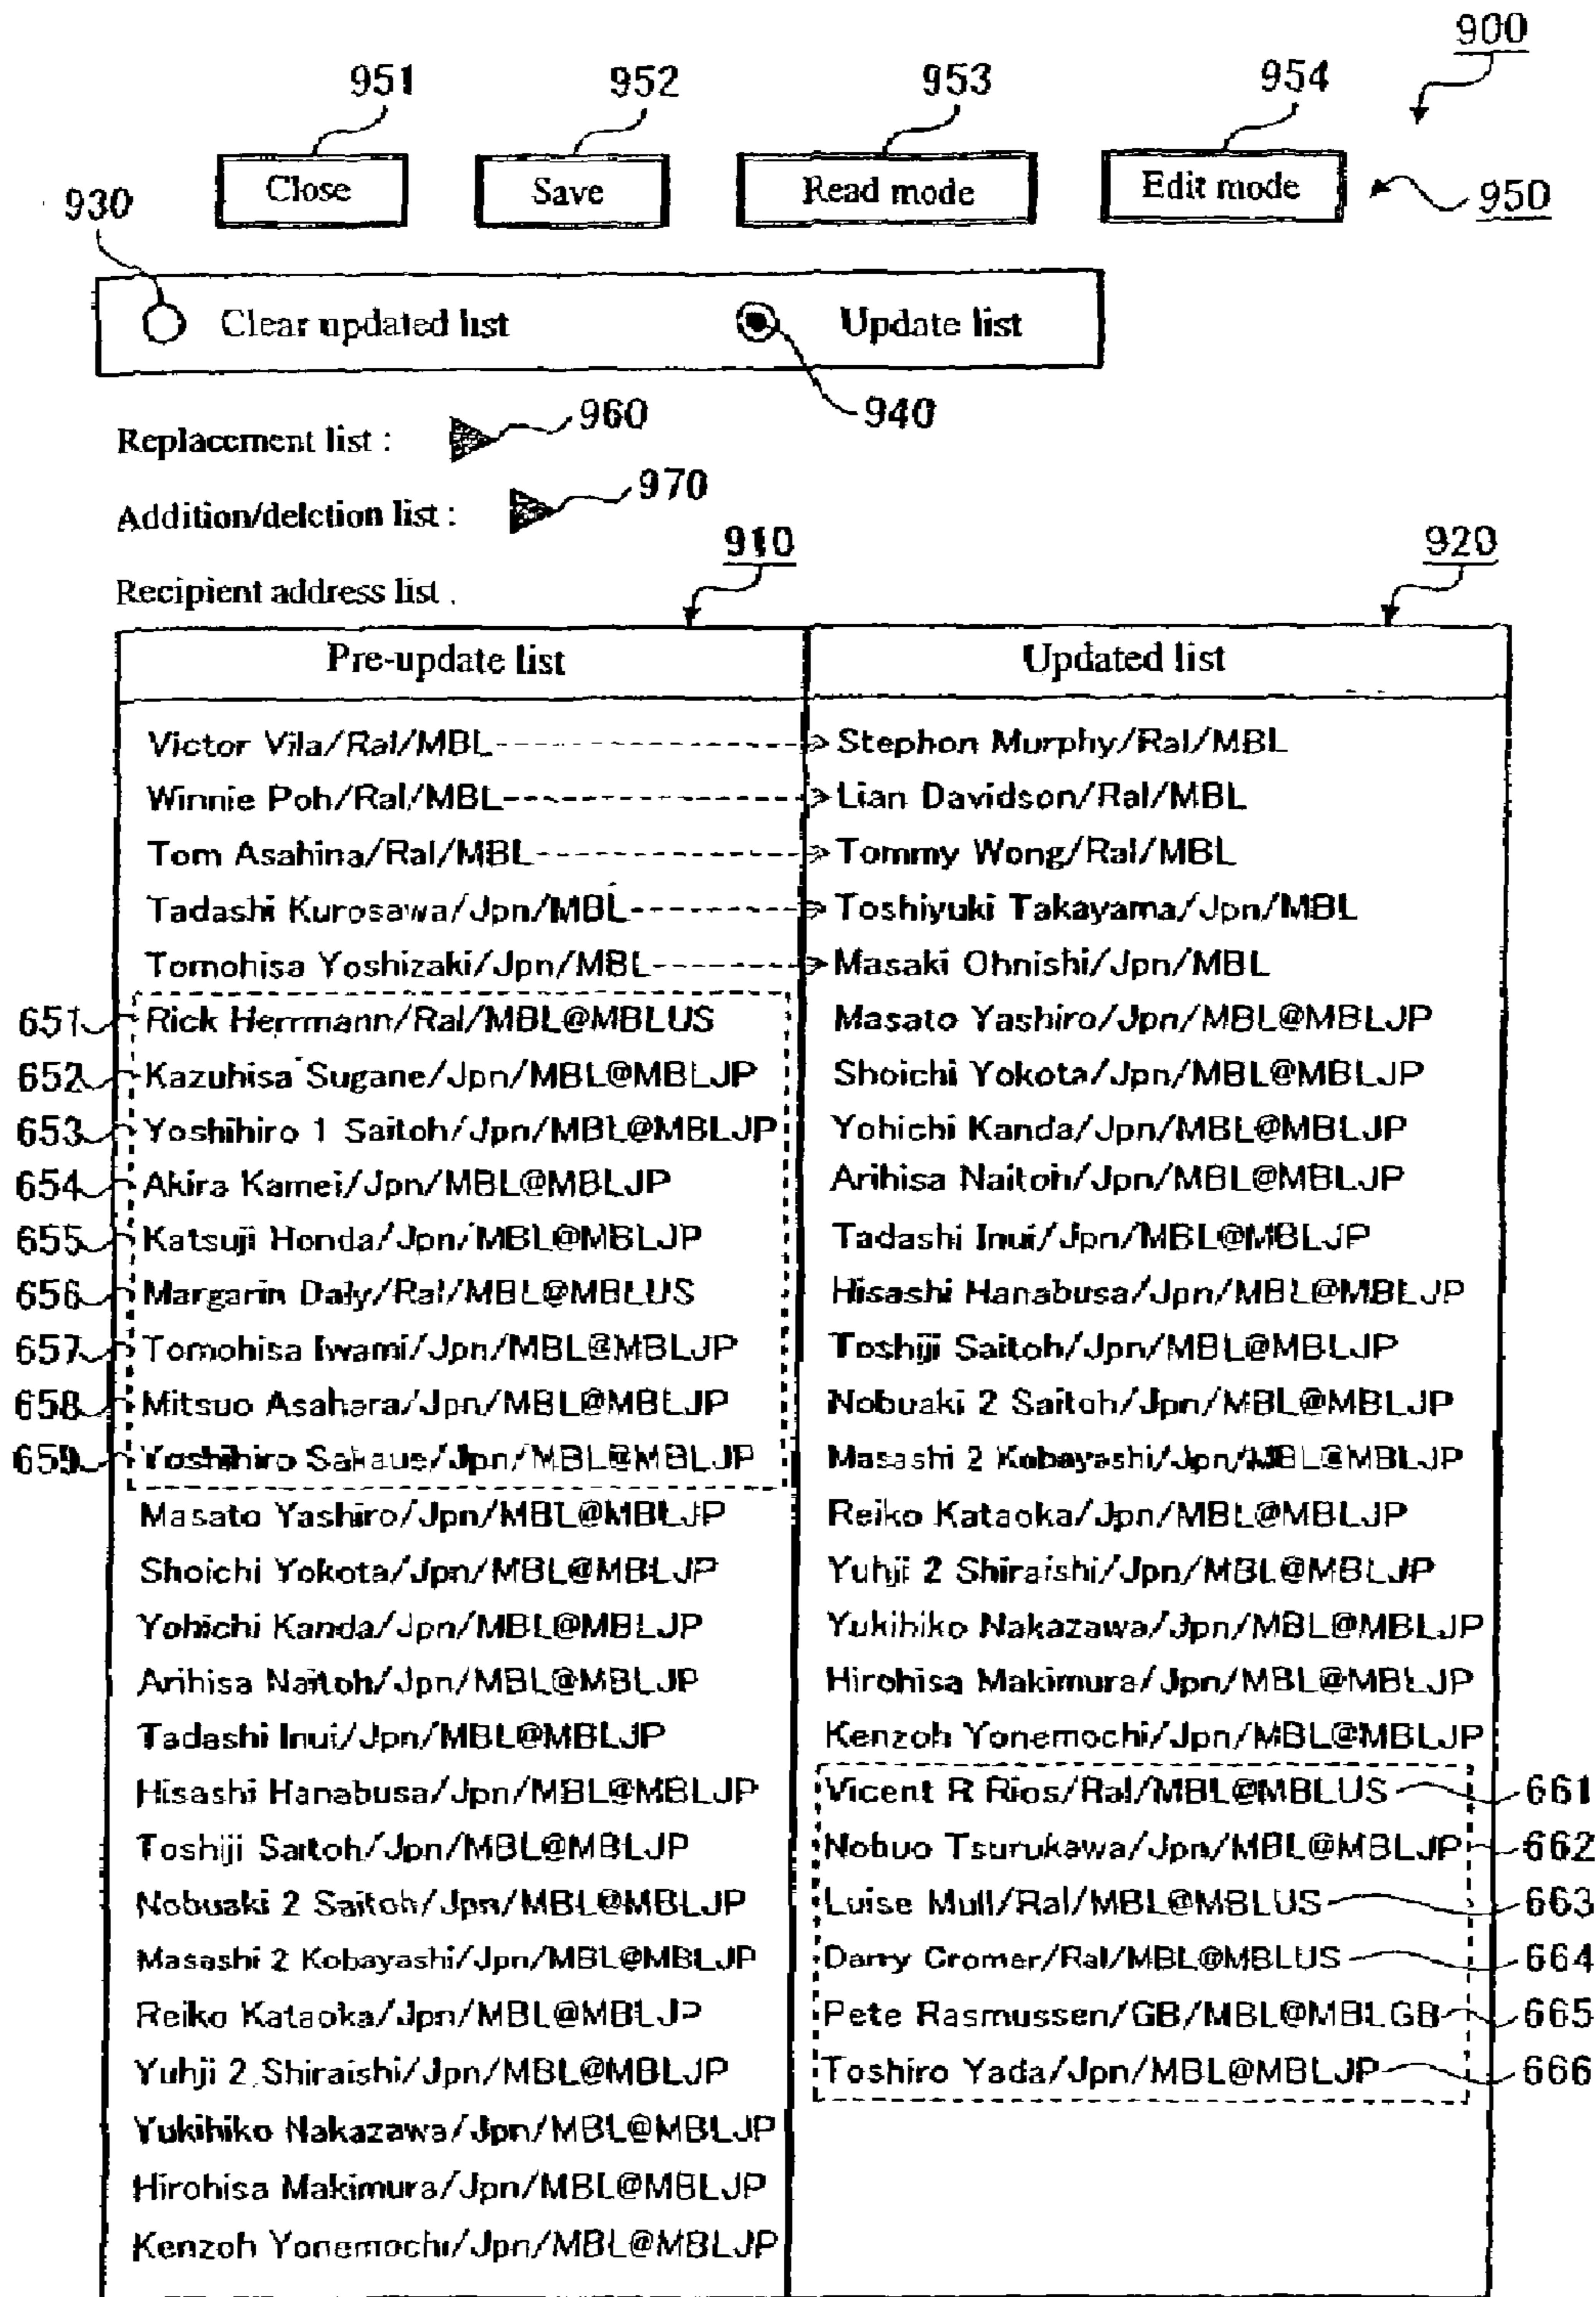 900
951 952 953 954
Close Save Read mode Edit mode
930 950
Clear updated list Update list
940
Replacement list : 960
Addition/deletion list : 970
910 920
Recipient address list .
Pre-update list Updated list
Victor Vila/Ral/MBL Stephon Murphy/Ral/MBL
Winnie Poh/Ral/MBL Lian Davidson/Ral/MBL
Tom Asahina/Ral/MBL Tommy Wong/Ral/MBL
Tadashi Kurosawa/Jpn/MBL Toshiyuki Takayama/Jpn/MBL
Tomohisa Yoshizaki/Jpn/MBL Masaki Ohnishi/Jpn/MBL
651 Rick Herrmann/Ral/MBL@MBLUS Masato Yashiro/Jpn/MBL@MBLJP
652 Kazuhisa Sugane/Jpn/MBL@MBLJP Shoichi Yokota/Jpn/MBL@MBLJP
653 Yoshihiro 1 Saitoh/Jpn/MBL@MBLJP Yohichi Kanda/Jpn/MBL@MBLJP
654 Akira Kamei/Jpn/MBL@MBLJP Arihisa Naitoh/Jpn/MBL@MBLJP
655 Katsuji Honda/Jpn/MBL@MBLJP Tadashi Inui/Jpn/MBL@MBLJP
656 Margarin Daly/Ral/MBL@MBLUS Hisashi Hanabusa/Jpn/MBL@MBLJP
657 Tomohisa Iwami/Jpn/MBL@MBLJP Toshiji Saitoh/Jpn/MBL@MBLJP
658 Mitsuo Asahara/Jpn/MBL@MBLJP Nobuaki 2 Saitoh/Jpn/MBL@MBLJP
659 Yoshihiro Sakaue/Jpn/MBL@MBLJP Masashi 2 Kobayashi/Jpn/MBL@MBLJP
Masato Yashiro/Jpn/MBL@MBLJP Reiko Kataoka/Jpn/MBL@MBLJP
Shoichi Yokota/Jpn/MBL@MBLJP Yuhji 2 Shiraishi/Jpn/MBL@MBLJP
Yohichi Kanda/Jpn/MBL@MBLJP Yukihiko Nakazawa/Jpn/MBL@MBLJP
Arihisa Naitoh/Jpn/MBL@MBLJP Hirohisa Makimura/Jpn/MBL@MBLJP
Tadashi Inui/Jpn/MBL@MBLJP Kenzoh Yonemochi/Jpn/MBL@MBLJP
Hisashi Hanabusa/Jpn/MBL@MBLJP Vicent R Rios/Ral/MBL@MBLUS 661
Toshiji Saitoh/Jpn/MBL@MBLJP Nobuo Tsurukawa/Jpn/MBL@MBLJP 662
Nobuaki 2 Saitoh/Jpn/MBL@MBLJP Luise Mull/Ral/MBL@MBLUS 663
Masashi 2 Kobayashi/Jpn/MBL@MBLJP Darry Cromer/Ral/MBL@MBLUS 664
Reiko Kataoka/Jpn/MBL@MBLJP Pete Rasmussen/GB/MBL@MBLGB 665
Yuhji 2 Shiraishi/Jpn/MBL@MBLJP Toshiro Yada/Jpn/MBL@MBLJP 666
Yukihiko Nakazawa/Jpn/MBL@MBLJP
Hirohisa Makimura/Jpn/MBL@MBLJP
Kenzoh Yonemochi/Jpn/MBL@MBLJP